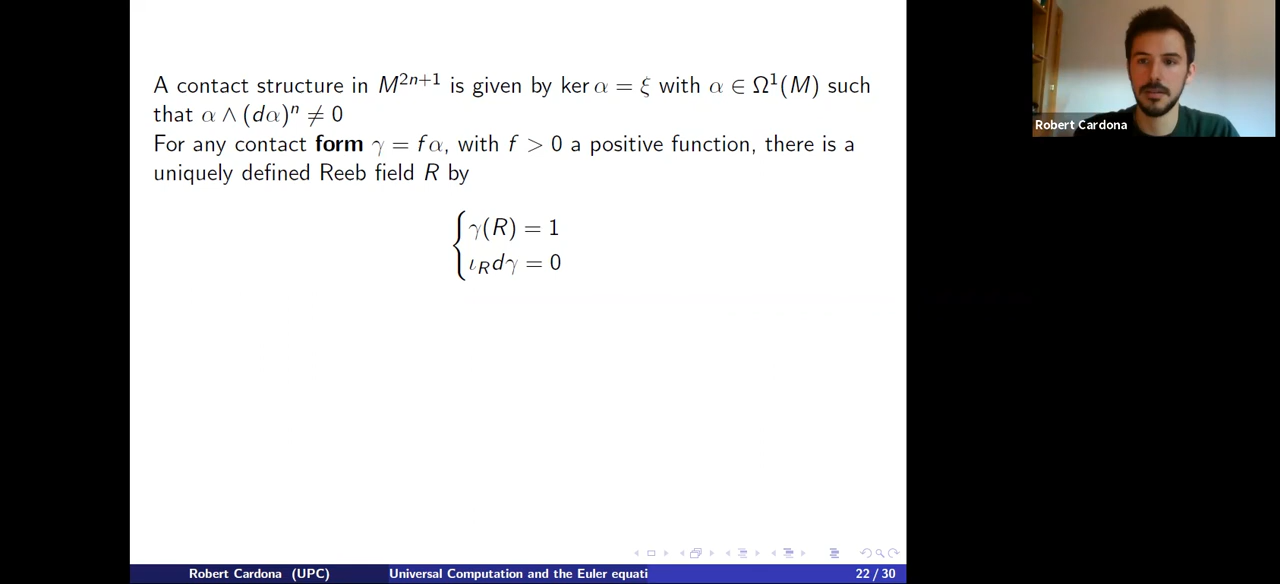 A contact structure in M²ⁿ⁺¹ is given by ker α = ξ with α ∈ Ω¹(M) such
that α ∧ (dα)ⁿ ≠ 0
For any contact form γ = fα, with f > 0 a positive function, there is a
uniquely defined Reeb field R by
{ γ(R) = 1
ι_R dγ = 0
Robert Cardona
Robert Cardona (UPC) Universal Computation and the Euler equati 22 / 30